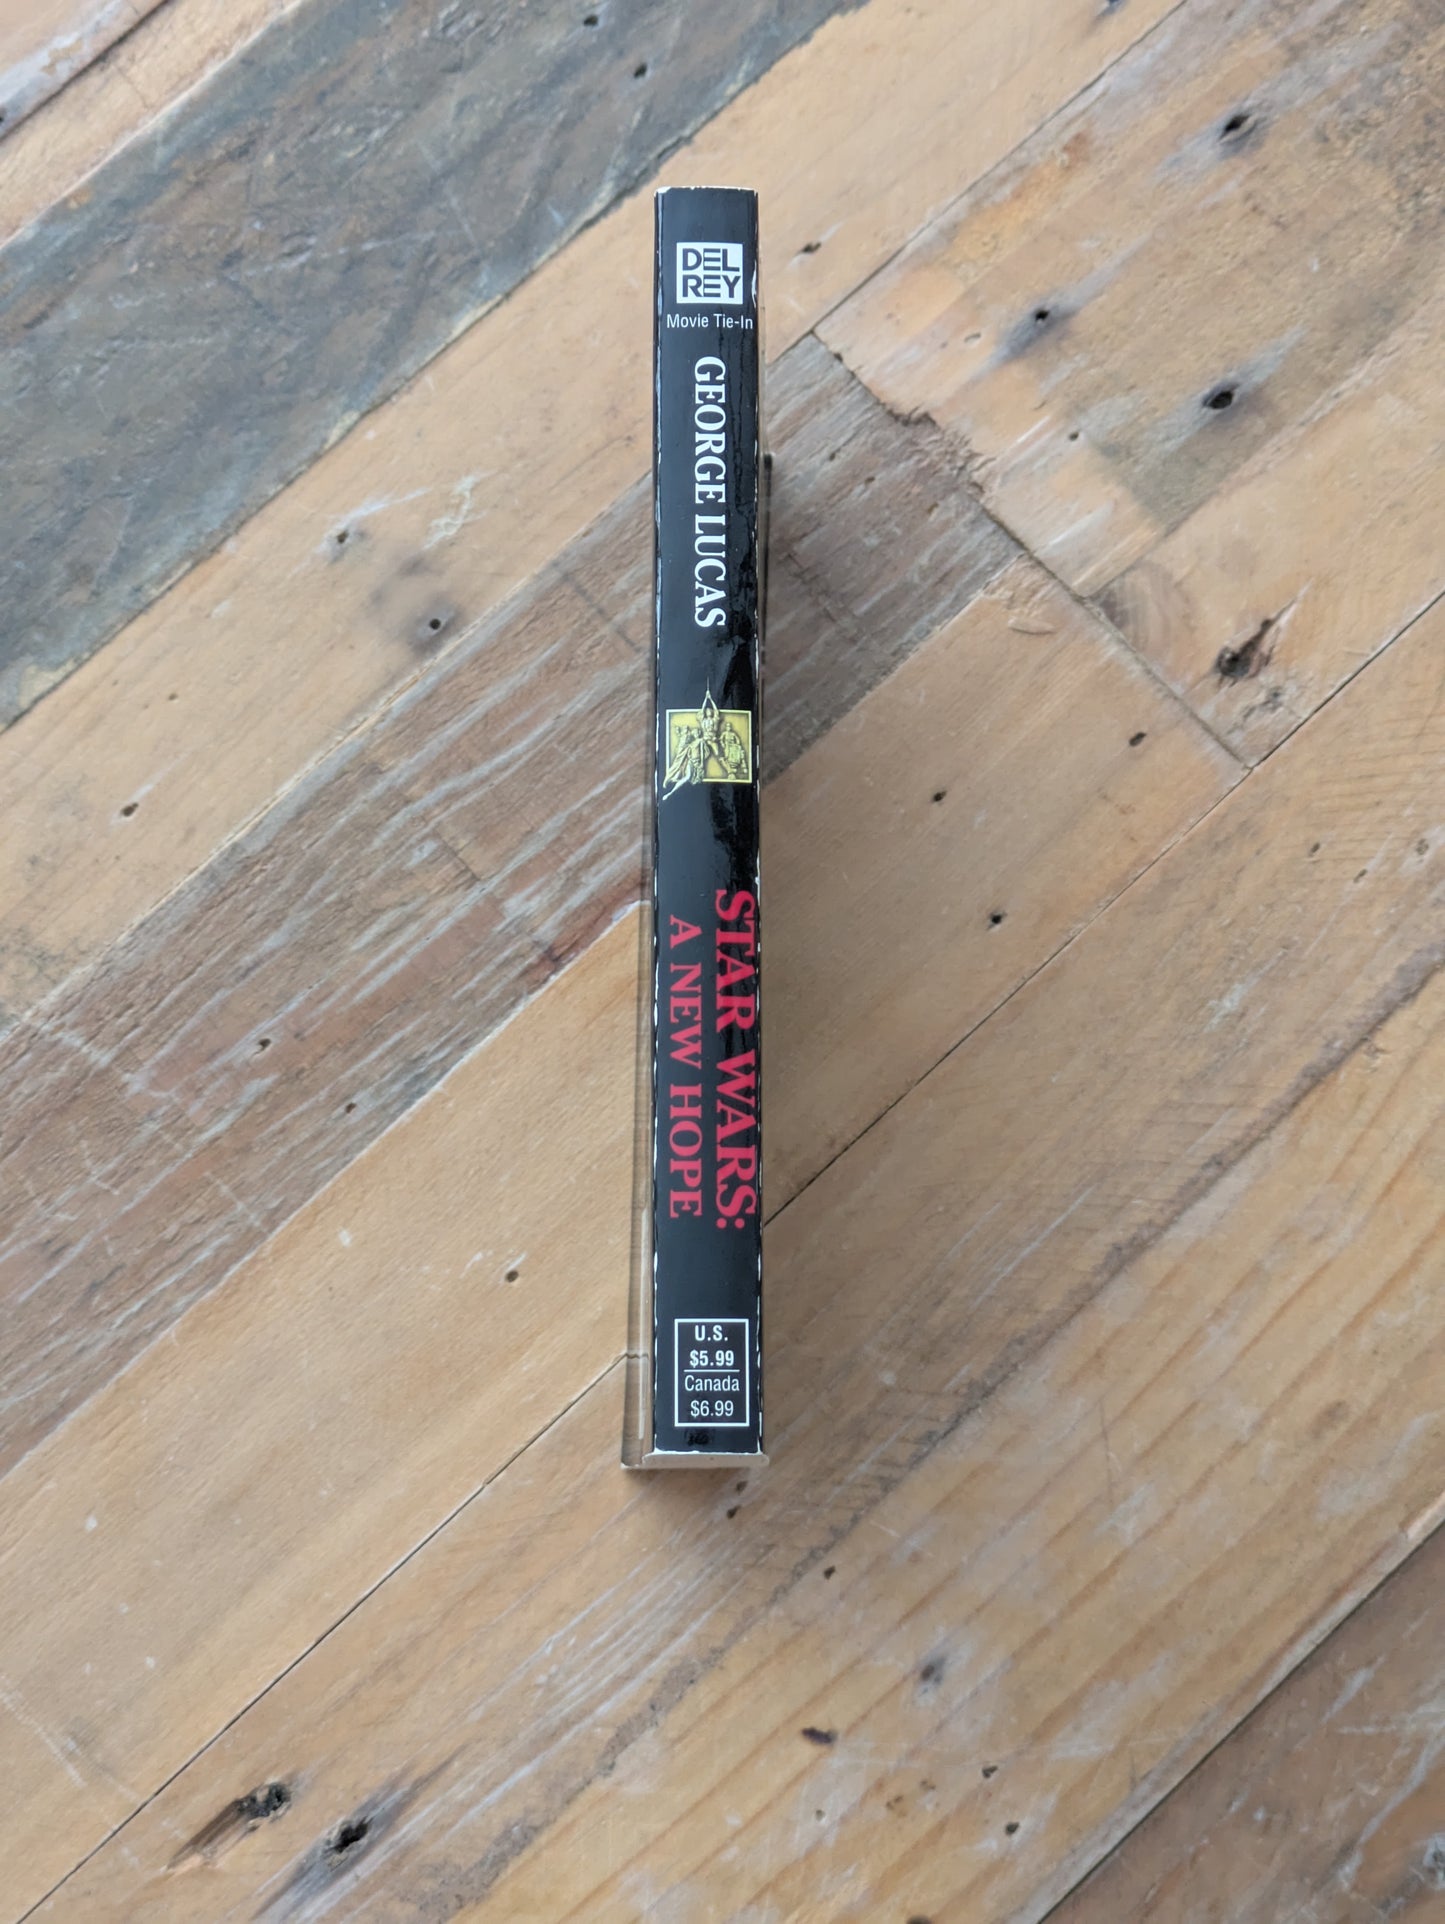 DEL
REY
Movie Tie-In
GEORGE LUCAS
STAR WARS:
A NEW HOPE
U.S.
$5.99
Canada
$6.99